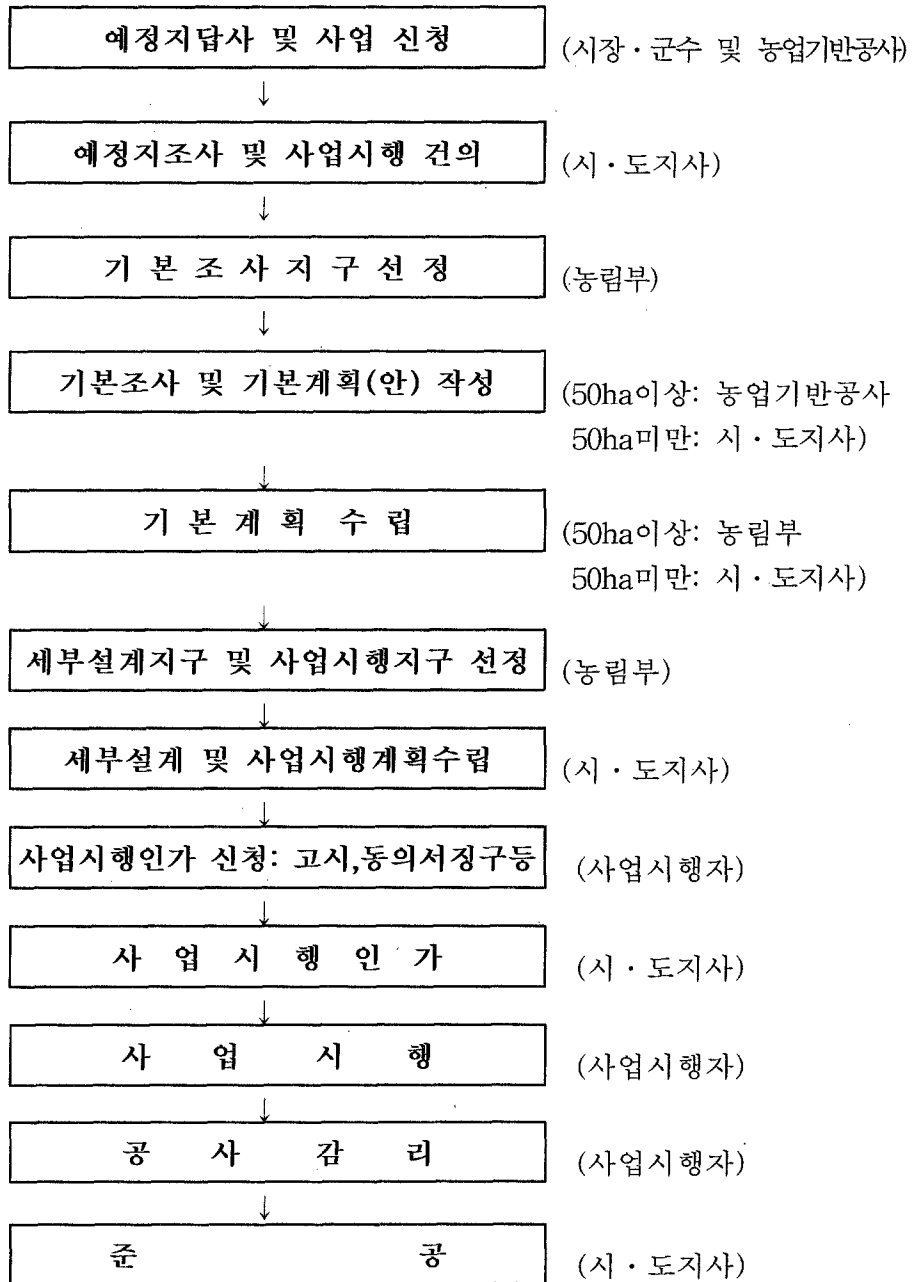 예정지답사 및 사업 신청 (시장・군수 및 농업기반공사)
↓
예정지조사 및 사업시행 건의 (시・도지사)
↓
기 본 조 사 지 구 선 정 (농림부)
↓
기본조사 및 기본계획(안) 작성 (50ha이상: 농업기반공사
50ha미만: 시・도지사)
↓
기 본 계 획 수 립 (50ha이상: 농림부
50ha미만: 시・도지사)
↓
세부설계지구 및 사업시행지구 선정 (농림부)
↓
세부설계 및 사업시행계획수립 (시・도지사)
↓
사업시행인가 신청: 고시,동의서징구등 (사업시행자)
↓
사 업 시 행 인 가 (시・도지사)
↓
사 업 시 행 (사업시행자)
↓
공 사 감 리 (사업시행자)
↓
준 공 (시・도지사)